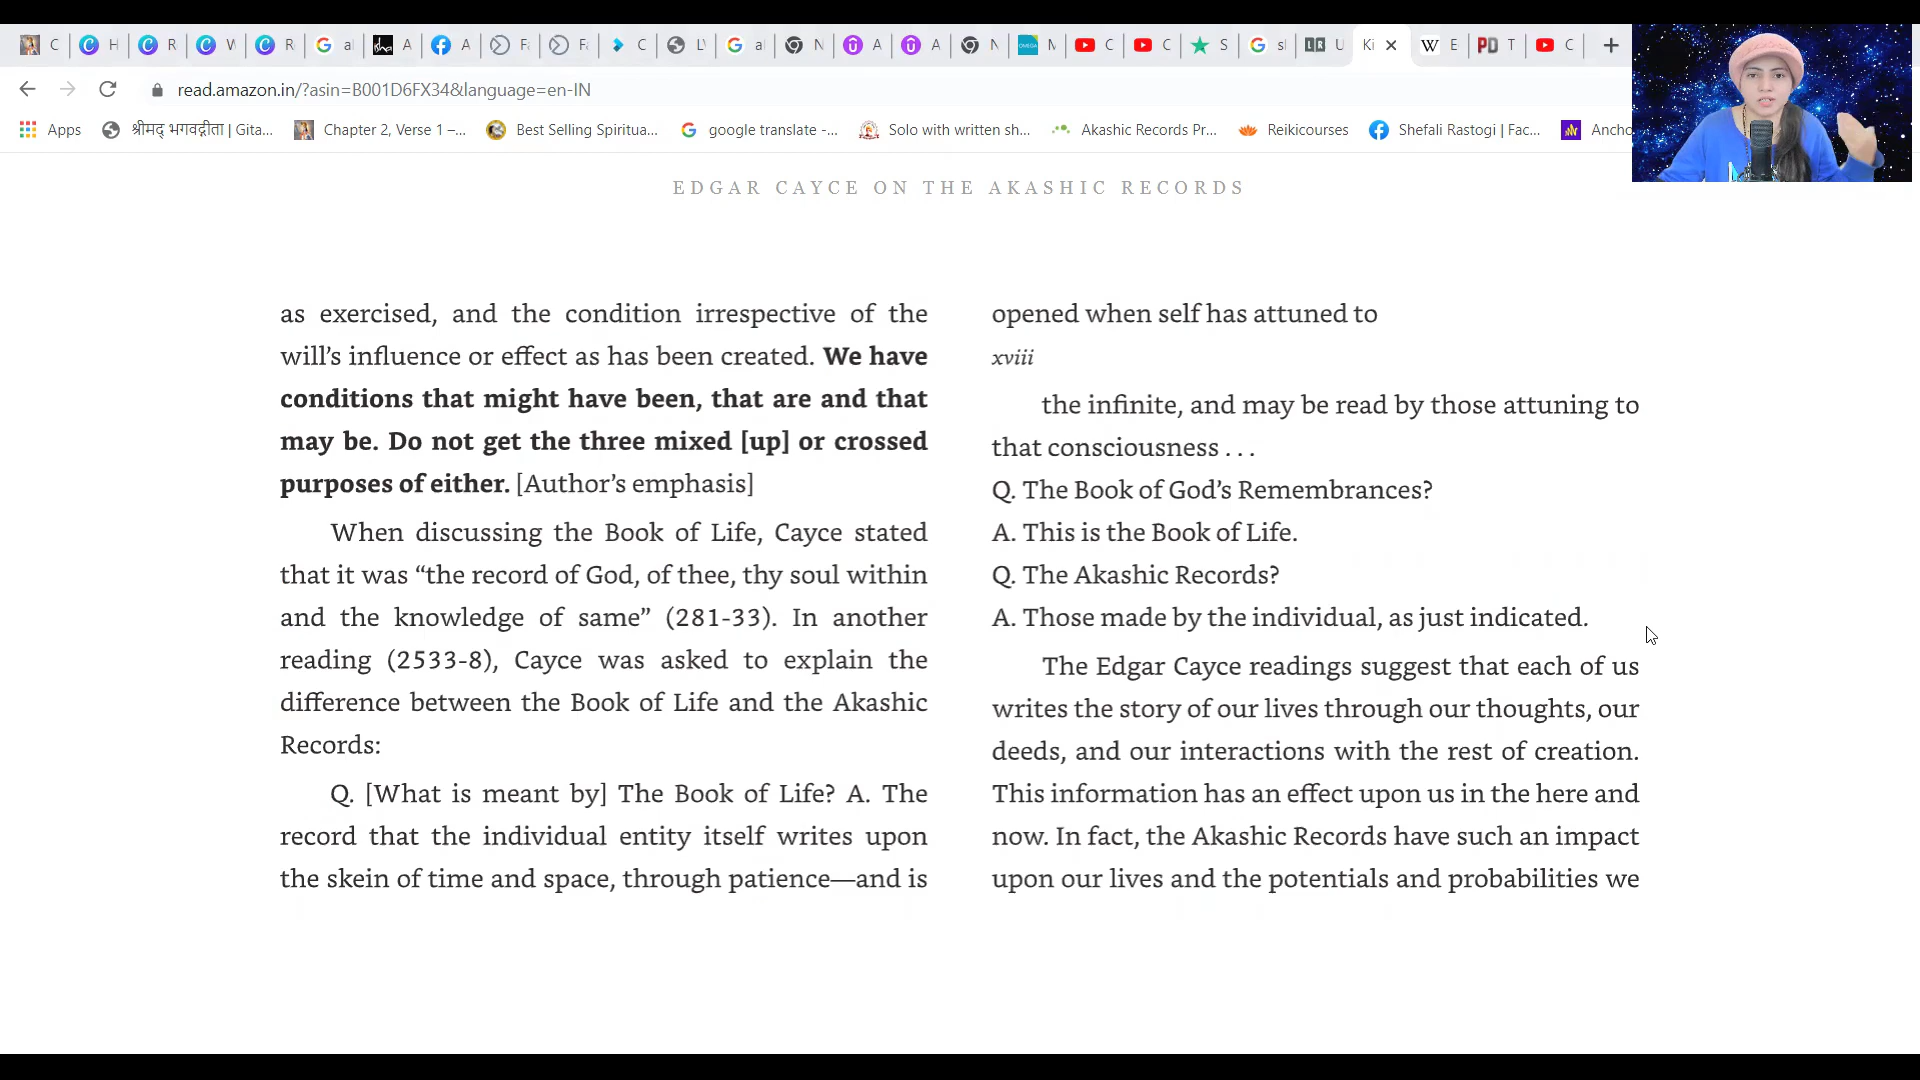 C
H
R
W
R
al
isha
A
A
Fa
Fa
C
LY
al
N
A
A
N
OMEGA
M
C
C
S
sl
LR
U
Ki
W
E
PD
T
C
read.amazon.in/?asin=B001D6FX34&language=en-IN
Apps
श्रीमद् भगवद्गीता | Gita...
Chapter 2, Verse 1 –...
Best Selling Spiritua...
google translate -...
Solo with written sh...
Akashic Records Pr...
Reikicourses
Shefali Rastogi | Fac...
Ancho
EDGAR CAYCE ON THE AKASHIC RECORDS
as exercised, and the condition irrespective of the
will’s influence or effect as has been created. We have
conditions that might have been, that are and that
may be. Do not get the three mixed [up] or crossed
purposes of either. [Author’s emphasis]
When discussing the Book of Life, Cayce stated
that it was “the record of God, of thee, thy soul within
and the knowledge of same” (281-33). In another
reading (2533-8), Cayce was asked to explain the
difference between the Book of Life and the Akashic
Records:
Q. [What is meant by] The Book of Life? A. The
record that the individual entity itself writes upon
the skein of time and space, through patience—and is
opened when self has attuned to
xviii
the infinite, and may be read by those attuning to
that consciousness . . .
Q. The Book of God’s Remembrances?
A. This is the Book of Life.
Q. The Akashic Records?
A. Those made by the individual, as just indicated.
The Edgar Cayce readings suggest that each of us
writes the story of our lives through our thoughts, our
deeds, and our interactions with the rest of creation.
This information has an effect upon us in the here and
now. In fact, the Akashic Records have such an impact
upon our lives and the potentials and probabilities we